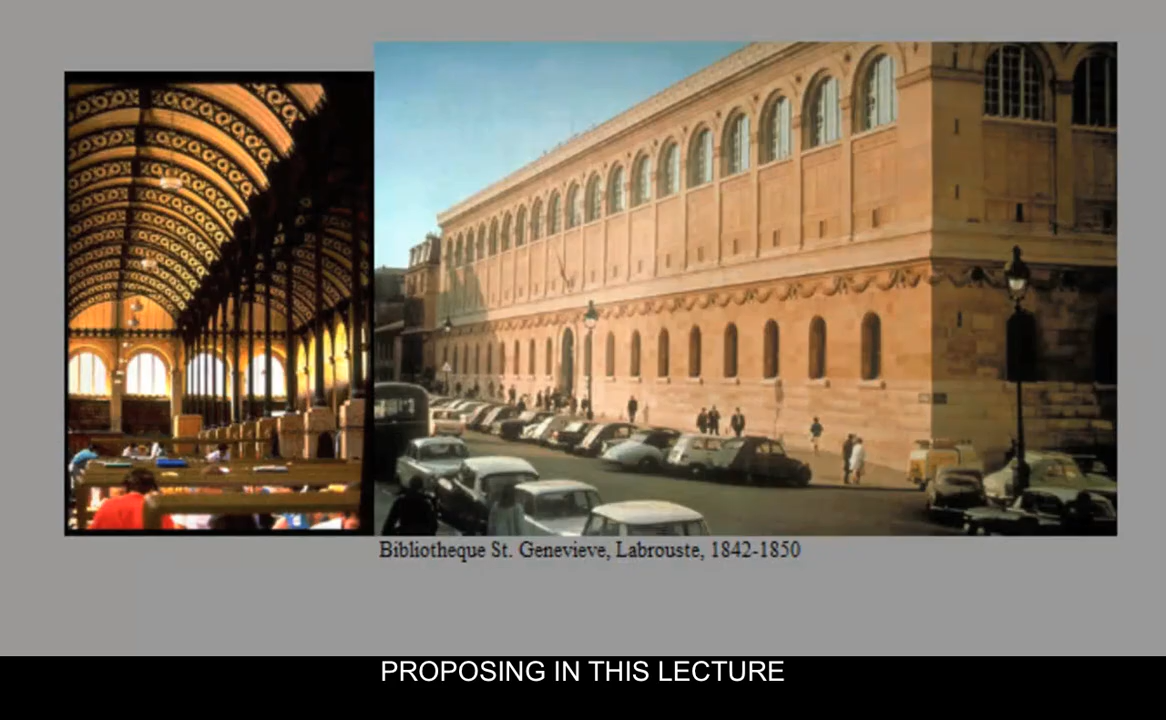 Bibliotheque St. Genevieve, Labrouste, 1842-1850
PROPOSING IN THIS LECTURE